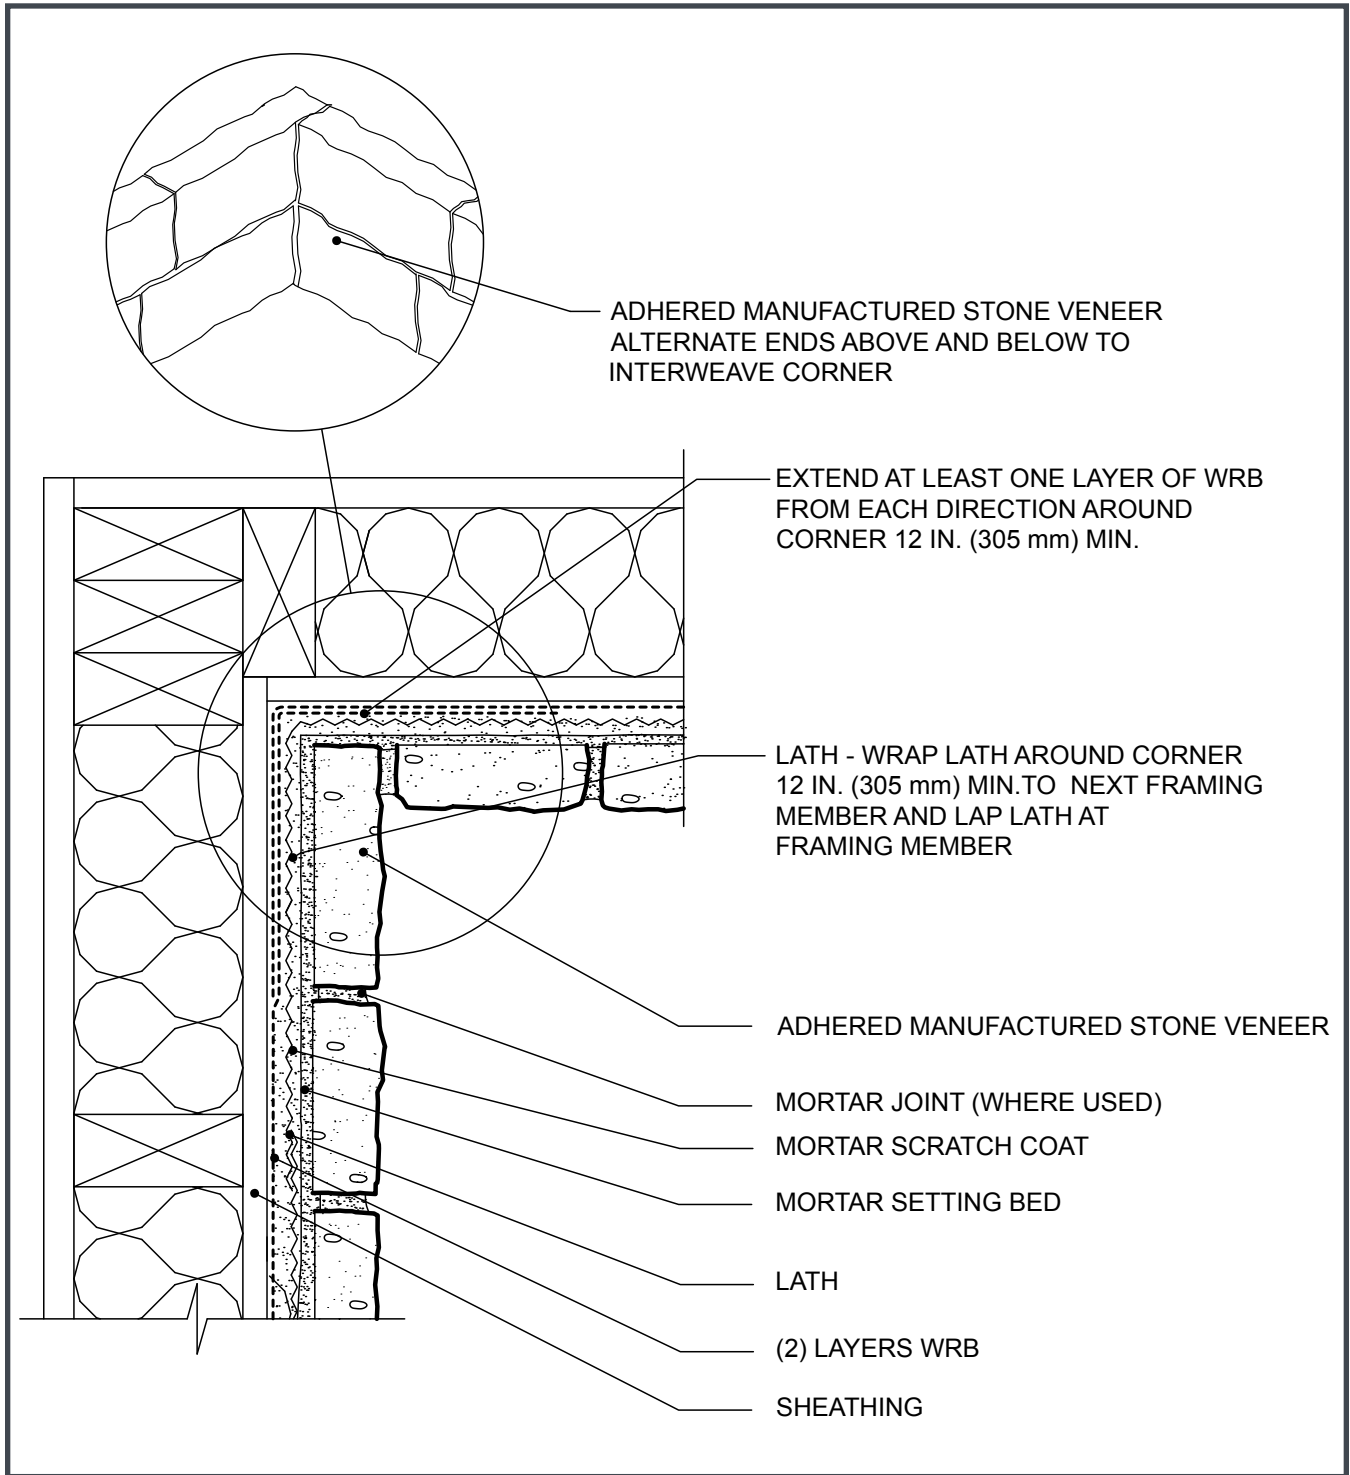 ADHERED MANUFACTURED STONE VENEER
ALTERNATE ENDS ABOVE AND BELOW TO
INTERWEAVE CORNER
EXTEND AT LEAST ONE LAYER OF WRB
FROM EACH DIRECTION AROUND
CORNER 12 IN. (305 mm) MIN.
LATH - WRAP LATH AROUND CORNER
12 IN. (305 mm) MIN.TO NEXT FRAMING
MEMBER AND LAP LATH AT
FRAMING MEMBER
ADHERED MANUFACTURED STONE VENEER
MORTAR JOINT (WHERE USED)
MORTAR SCRATCH COAT
MORTAR SETTING BED
LATH
(2) LAYERS WRB
SHEATHING